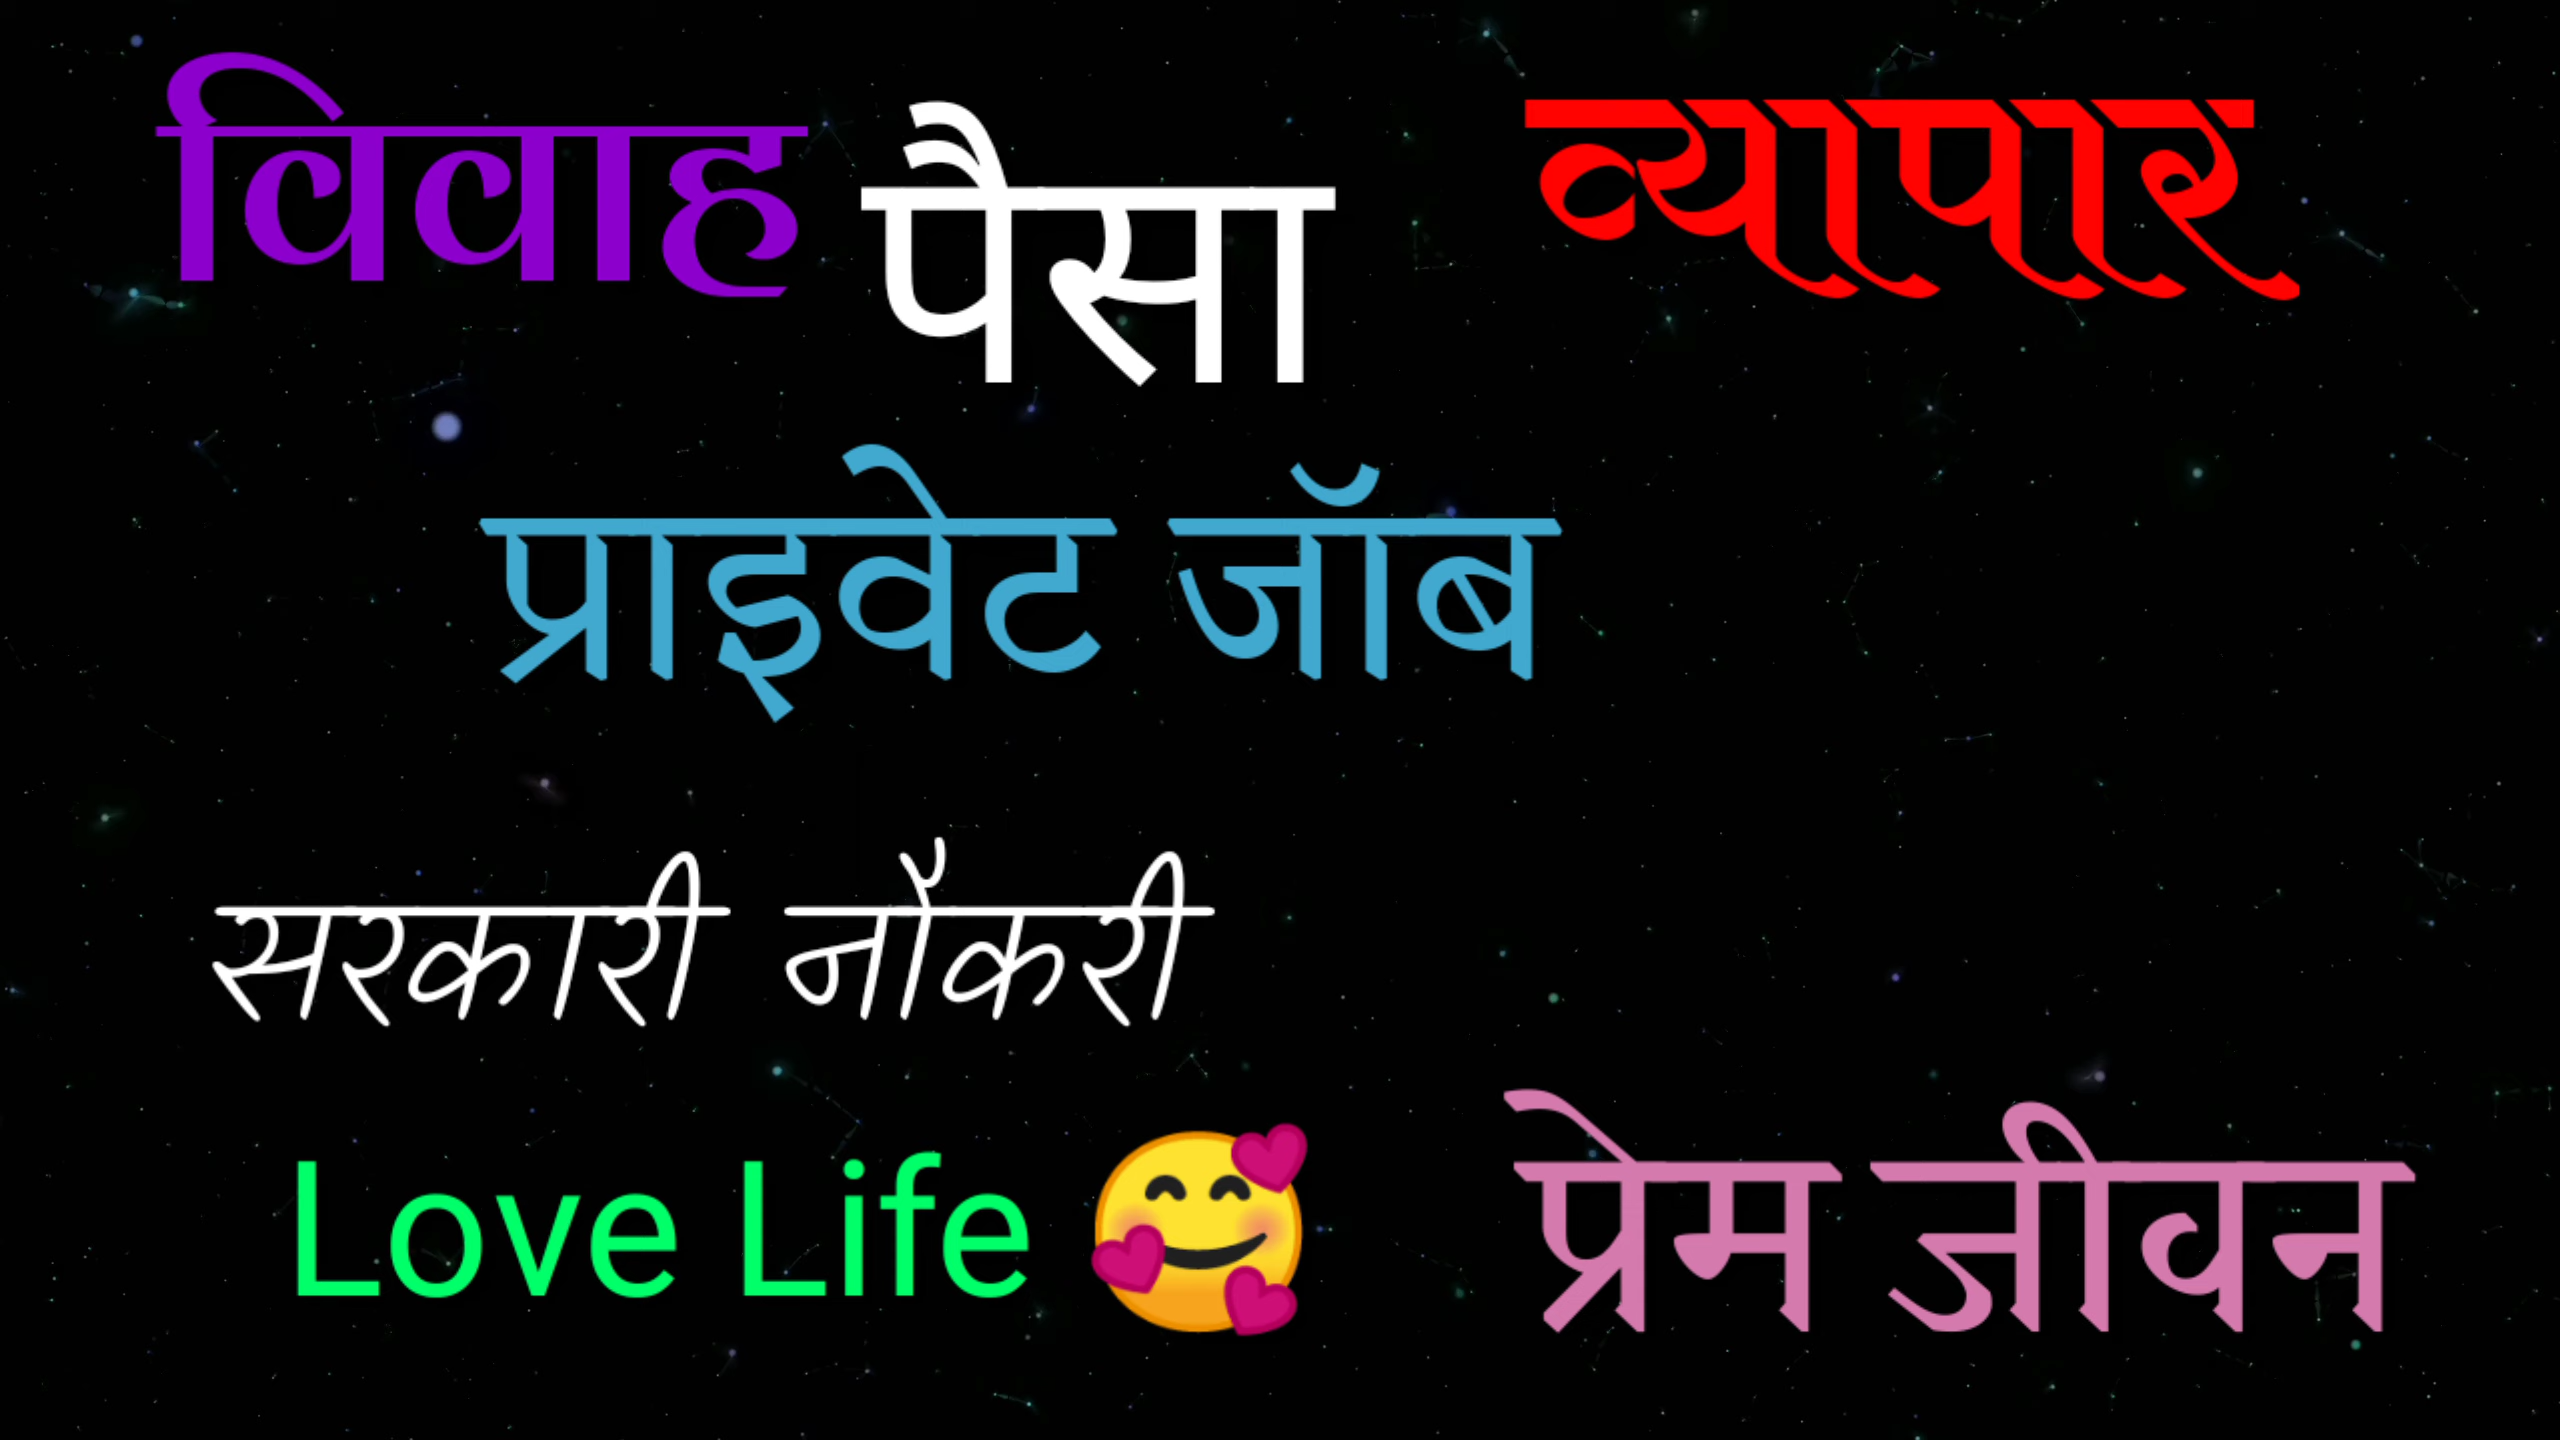 विवाह पैसा व्यापार
प्राइवेट जॉब
सरकारी नौकरी
Love Life 🥰 प्रेम जीवन